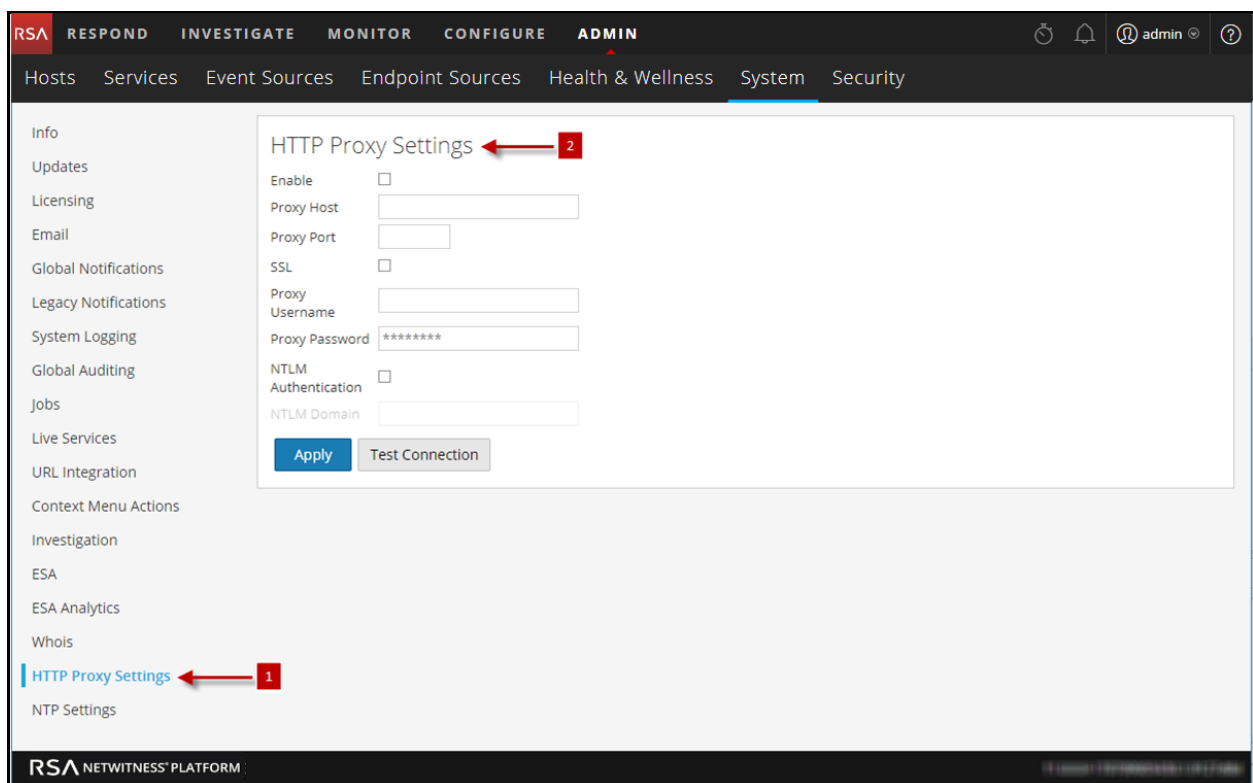 RSA RESPOND INVESTIGATE MONITOR CONFIGURE ADMIN admin ?
Hosts Services Event Sources Endpoint Sources Health & Wellness System Security
Info
Updates
Licensing
Email
Global Notifications
Legacy Notifications
System Logging
Global Auditing
Jobs
Live Services
URL Integration
Context Menu Actions
Investigation
ESA
ESA Analytics
Whois
HTTP Proxy Settings 1
NTP Settings
HTTP Proxy Settings 2
Enable
Proxy Host
Proxy Port
SSL
Proxy
Username
Proxy Password ********
NTLM
Authentication
NTLM Domain
Apply Test Connection
RSA NETWITNESS® PLATFORM